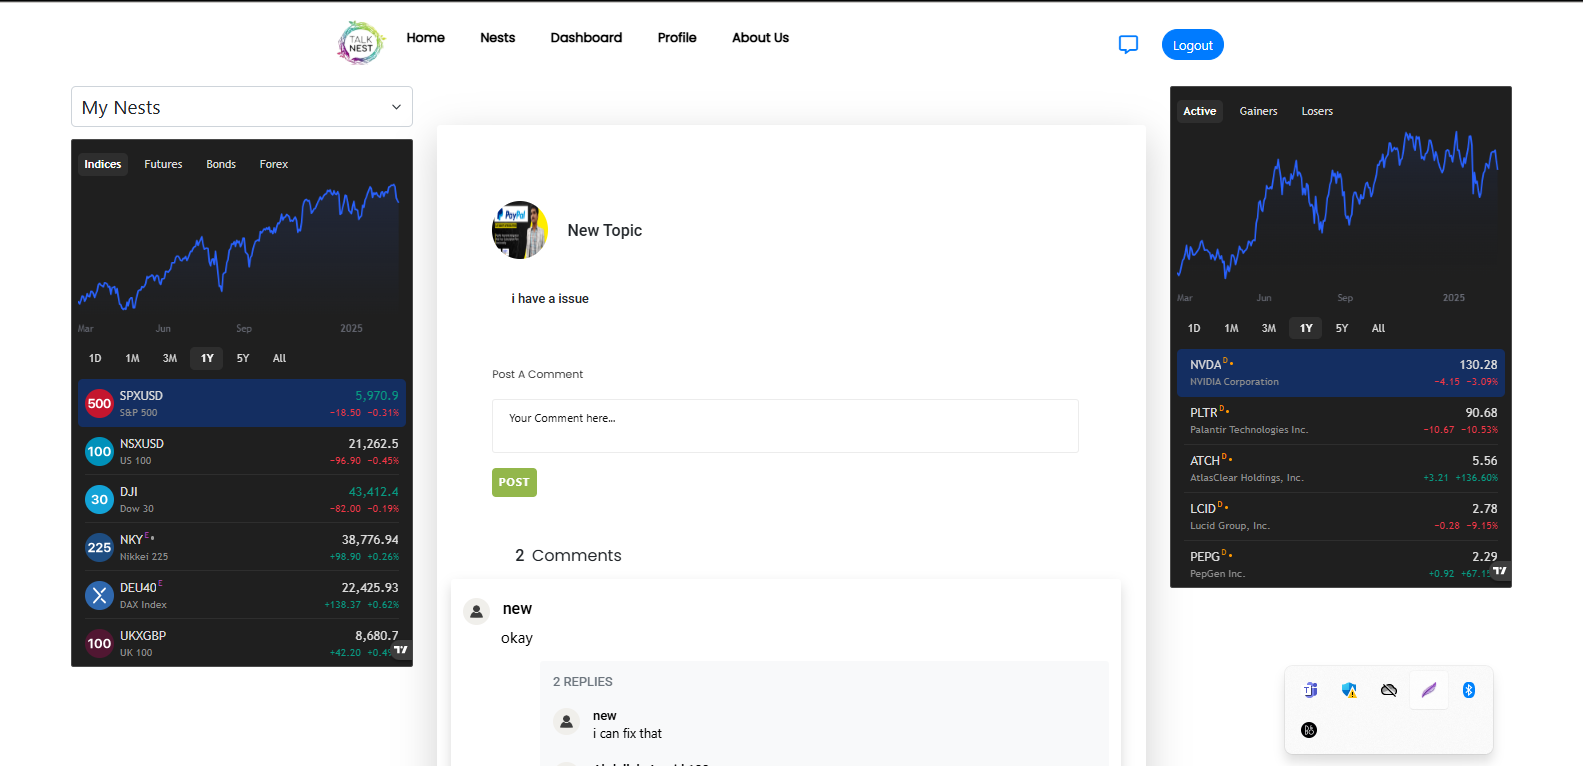 TALK
NEST
Home
Nests
Dashboard
Profile
About Us
Logout
My Nests
Indices
Futures
Bonds
Forex
Mar
Jun
Sep
2025
1D
1M
3M
1Y
5Y
All
500
SPXUSD
5,970.9
S&P 500
−18.50 −0.31%
100
NSXUSD
21,262.5
US 100
−96.90 −0.45%
30
DJI
43,412.4
Dow 30
−82.00 −0.19%
225
NKY E
38,776.94
Nikkei 225
+98.90 +0.26%
DEU40 E
22,425.93
DAX Index
+138.37 +0.62%
100
UKXGBP
8,680.7
UK 100
+42.20
PayPal
New Topic
i have a issue
Post A Comment
Your Comment here...
POST
2 Comments
new
okay
2 REPLIES
new
i can fix that
Active
Gainers
Losers
Mar
Jun
Sep
2025
1D
1M
3M
1Y
5Y
All
NVDA D
130.28
NVIDIA Corporation
−4.15 −3.09%
PLTR D
90.68
Palantir Technologies Inc.
−10.67 −10.53%
ATCH D
5.56
AtlasClear Holdings, Inc.
+3.21 +136.60%
LCID D
2.78
Lucid Group, Inc.
−0.28 −9.15%
PEPG D
2.29
PepGen Inc.
+0.92